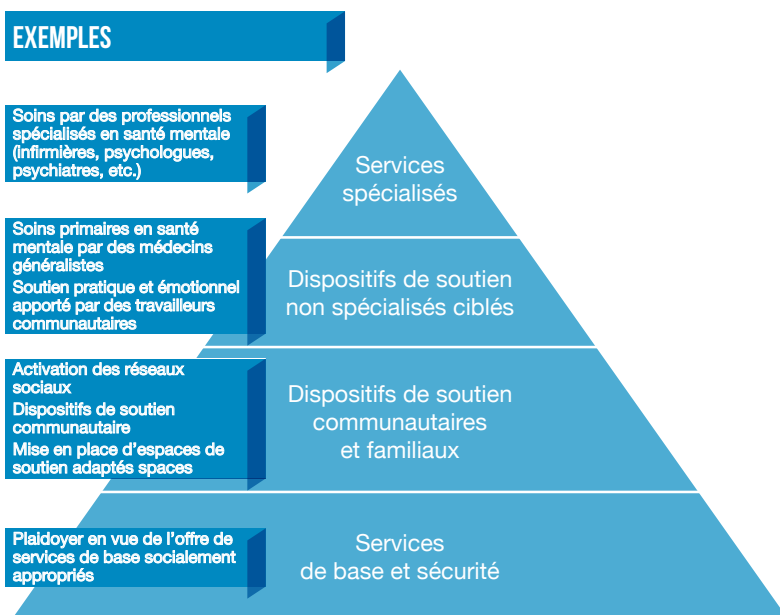 EXEMPLES
Soins par des professionnels
spécialisés en santé mentale
(infirmières, psychologues,
psychiatres, etc.)
Services
spécialisés
Soins primaires en santé
mentale par des médecins
généralistes
Soutien pratique et émotionnel
apporté par des travailleurs
communautaires
Dispositifs de soutien
non spécialisés ciblés
Activation des réseaux
sociaux
Dispositifs de soutien
communautaire
Mise en place d’espaces de
soutien adaptés spaces
Dispositifs de soutien
communautaires
et familiaux
Plaidoyer en vue de l’offre de
services de base socialement
appropriés
Services
de base et sécurité